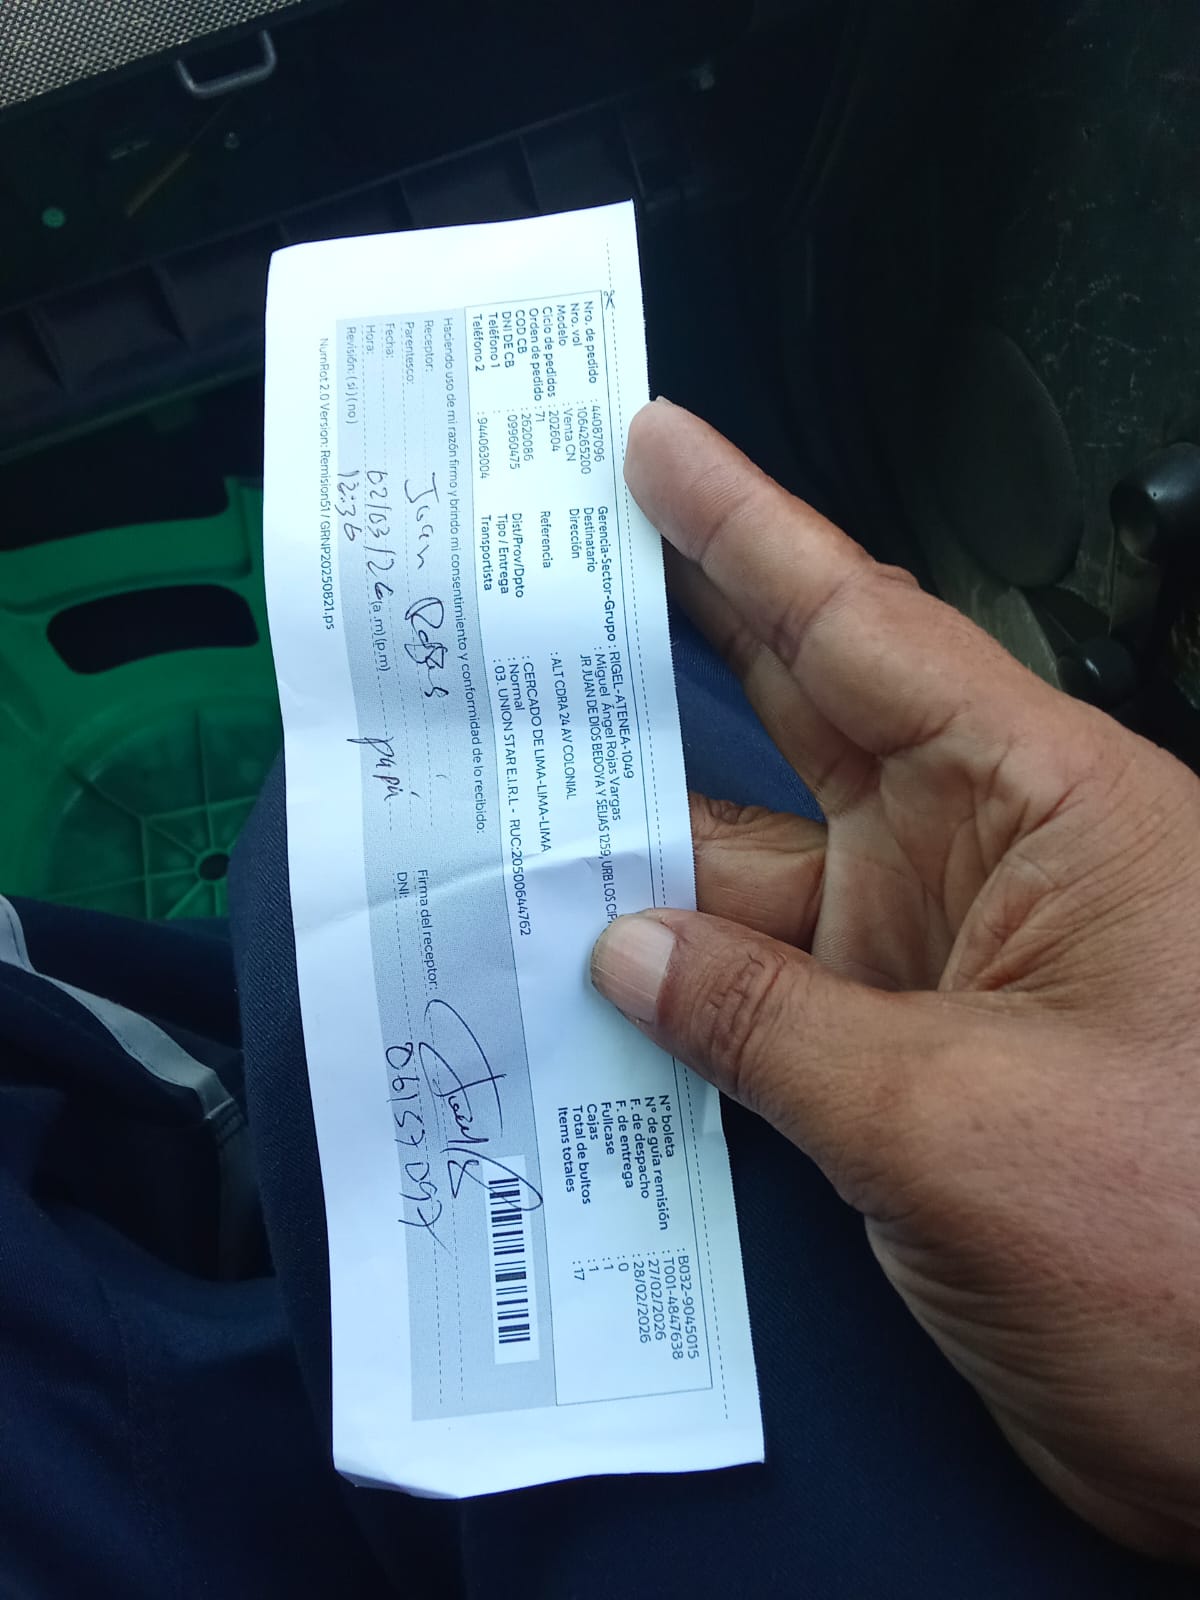 Nro. de pedido : 44087096
Nro. vol : 1064265200
Modelo : Venta CN
Ciclo de pedidos : 202604
Orden de pedido : 71
COD CB : 2620086
DNI DE CB : 09960475
Teléfono 1 :
Teléfono 2 : 944063004
Gerencia-Sector-Grupo : RIGEL-ATENEA-1049
Destinatario : Miguel Ángel Rojas Vargas
Dirección JR JUAN DE DIOS BEDOYA Y SEIJAS 1259, URB LOS CIP
Referencia : ALT CDRA 24 AV COLONIAL
Dist/Prov/Dpto : CERCADO DE LIMA-LIMA-LIMA
Tipo / Entrega : Normal
Transportista : 03. UNION STAR E.I.R.L - RUC:20500644762
N° boleta : B032-9045015
N° de guía remisión : T001-4847638
F. de despacho : 27/02/2026
F. de entrega : 28/02/2026
Fullcase : 0
Cajas : 1
Total de bultos : 1
Items totales : 17
Haciendo uso de mi razón firmo y brindo mi consentimiento y conformidad de lo recibido:
Receptor: Juan Rojas
Firma del receptor:
Parentesco: papá
DNI: 06157097
Fecha: 02/03/26
Hora: 12:36 (a.m)(p.m)
Revisión: (si)(no)
NumRot 2.0 Version: Remision51 / GRNP20250821.ps